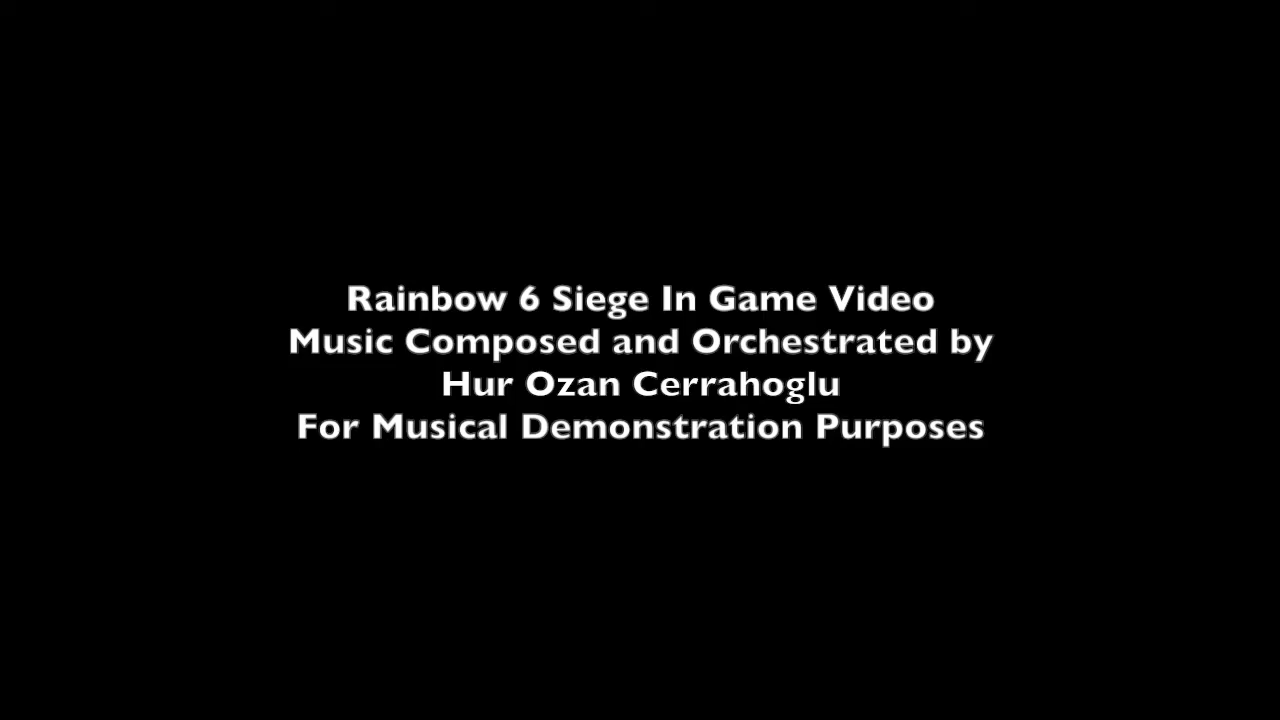 Rainbow 6 Siege In Game Video
Music Composed and Orchestrated by
Hur Ozan Cerrahoglu
For Musical Demonstration Purposes